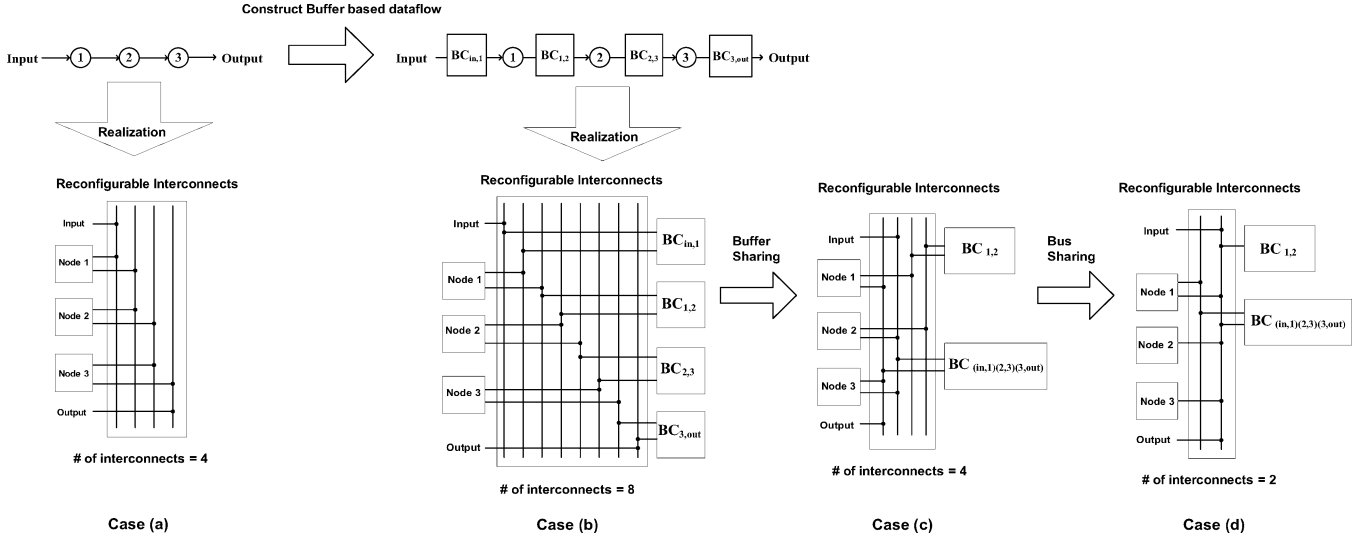 Construct Buffer based dataflow
Input 1 2 3 Output
Input BCin,1 1 BC1,2 2 BC2,3 3 BC3,out Output
Realization
Realization
Reconfigurable Interconnects
Input
Node 1
Node 2
Node 3
Output
# of interconnects = 4
Case (a)
Reconfigurable Interconnects
Input
BCin,1
Node 1
BC1,2
Node 2
BC2,3
Node 3
BC3,out
Output
# of interconnects = 8
Case (b)
Buffer
Sharing
Reconfigurable Interconnects
Input
BC 1,2
Node 1
Node 2
BC (in,1)(2,3)(3,out)
Node 3
Output
# of interconnects = 4
Case (c)
Bus
Sharing
Reconfigurable Interconnects
Input
BC 1,2
Node 1
BC (in,1)(2,3)(3,out)
Node 2
Node 3
Output
# of interconnects = 2
Case (d)